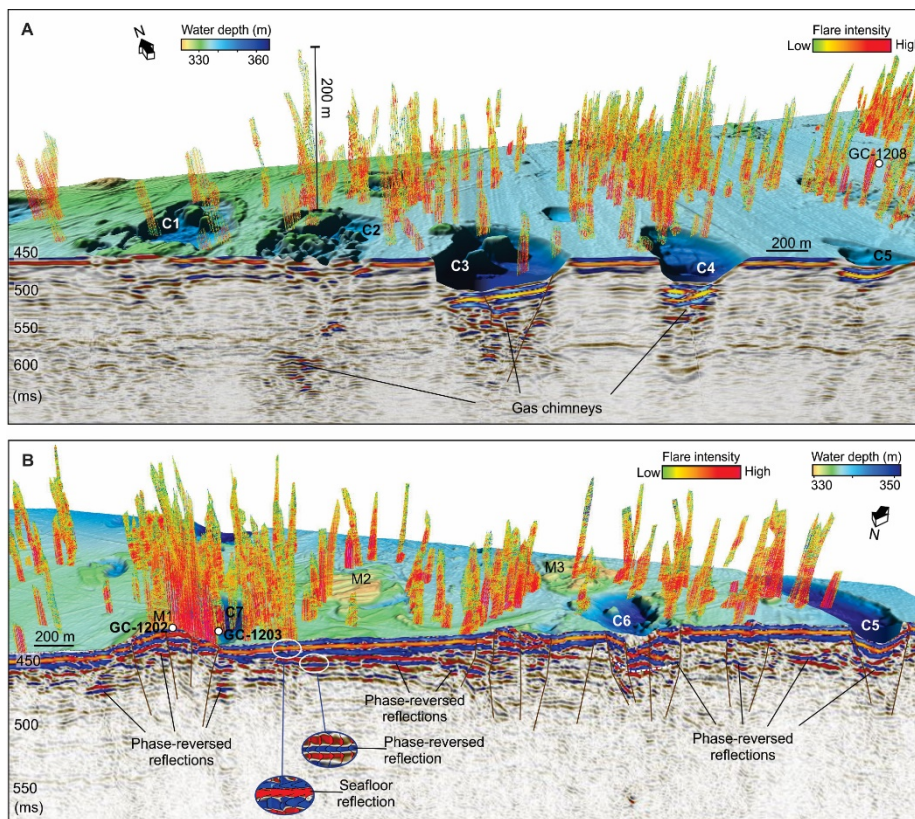 A
N
Water depth (m)
330 360
Flare intensity
Low High
200 m
GC-1208
C1
C2
C3
C4
C5
200 m
450
500
550
600
(ms)
Gas chimneys
B
Flare intensity
Low High
Water depth (m)
330 350
N
M3
M2
M1
C7
GC-1202
GC-1203
C6
C5
200 m
450
500
550
(ms)
Phase-reversed
reflections
Phase-reversed
reflections
Phase-reversed
reflection
Phase-reversed
reflections
Seafloor
reflection